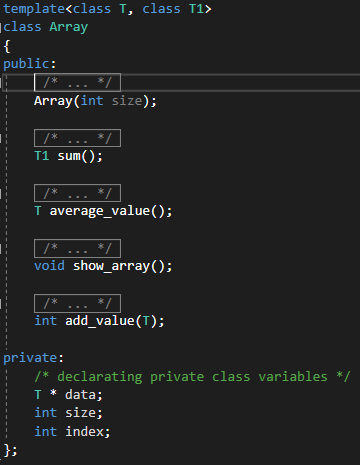 template<class T, class T1>
class Array
{
public:
/* ... */
Array(int size);
/* ... */
T1 sum();
/* ... */
T average_value();
/* ... */
void show_array();
/* ... */
int add_value(T);
private:
/* declarating private class variables */
T * data;
int size;
int index;
};